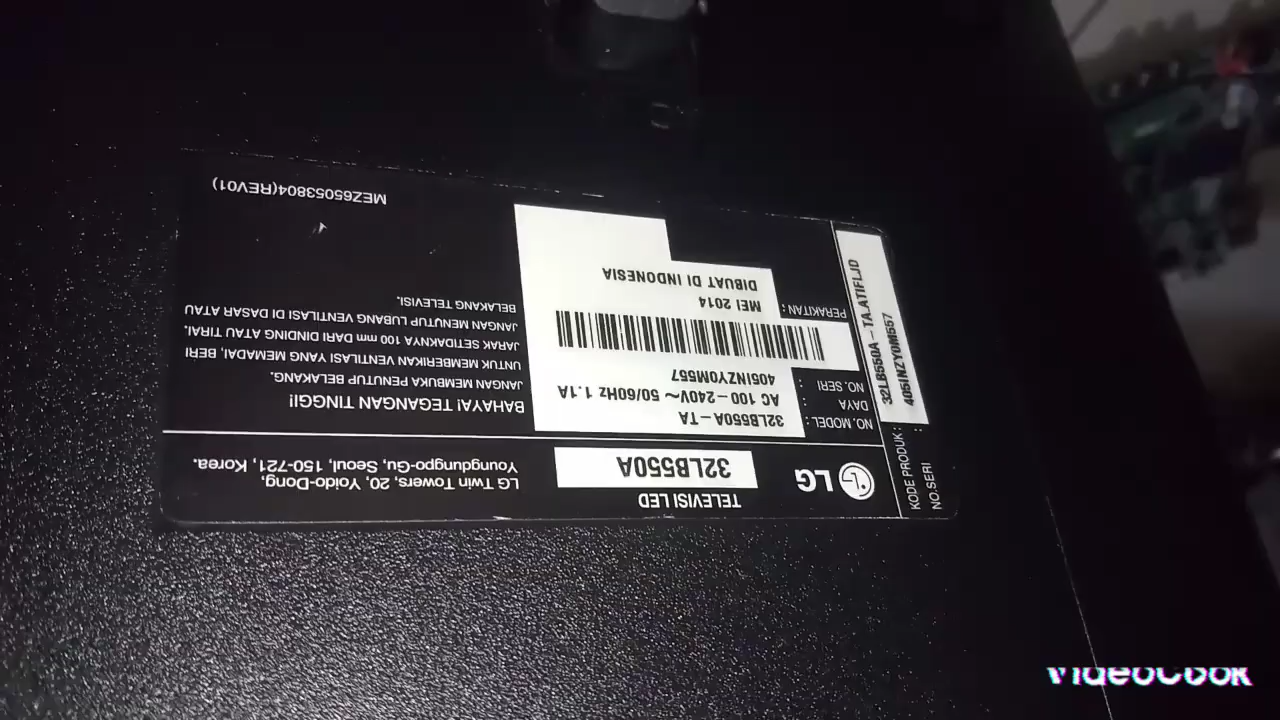 LG
TELEVISI LED
32LB550A
LG Twin Towers, 20, Yoido-Dong,
Youngdungpo-Gu, Seoul, 150-721, Korea.
NO.MODEL : 32LB550A-TA
DAYA : AC 100-240V~ 50/60Hz 1.1A
NO. SERI : 405INZY0M557
PERAKITAN : MEI 2014
DIBUAT DI INDONESIA
BAHAYA! TEGANGAN TINGGI!
JANGAN MEMBUKA PENUTUP BELAKANG.
UNTUK MEMBERIKAN VENTILASI YANG MEMADAI, BERI
JARAK SETIDAKNYA 100 mm DARI DINDING ATAU TIRAI.
JANGAN MENUTUP LUBANG VENTILASI DI DASAR ATAU
BELAKANG TELEVISI.
MEZ65053804(REV01)
KODE PRODUK : 32LB550A-TA.ATIFLJD
NO.SERI : 405INZY0M557
VideoCook